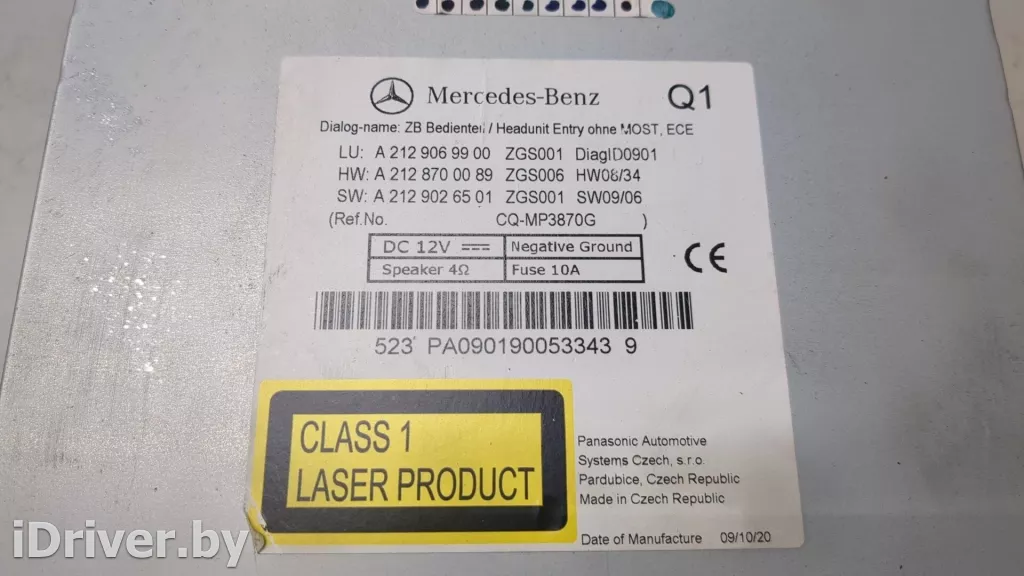 Mercedes-Benz Q1
Dialog-name: ZB Bedienteil / Headunit Entry ohne MOST, ECE
LU: A 212 906 99 00 ZGS001 DiagID0901
HW: A 212 870 00 89 ZGS006 HW08/34
SW: A 212 902 65 01 ZGS001 SW09/06
(Ref.No. CQ-MP3870G )
DC 12V Negative Ground
Speaker 4Ω Fuse 10A
CE
523 PA090190053343 9
CLASS 1
LASER PRODUCT
Panasonic Automotive
Systems Czech, s.r.o.
Pardubice, Czech Republic
Made in Czech Republic
Date of Manufacture 09/10/20
iDriver.by